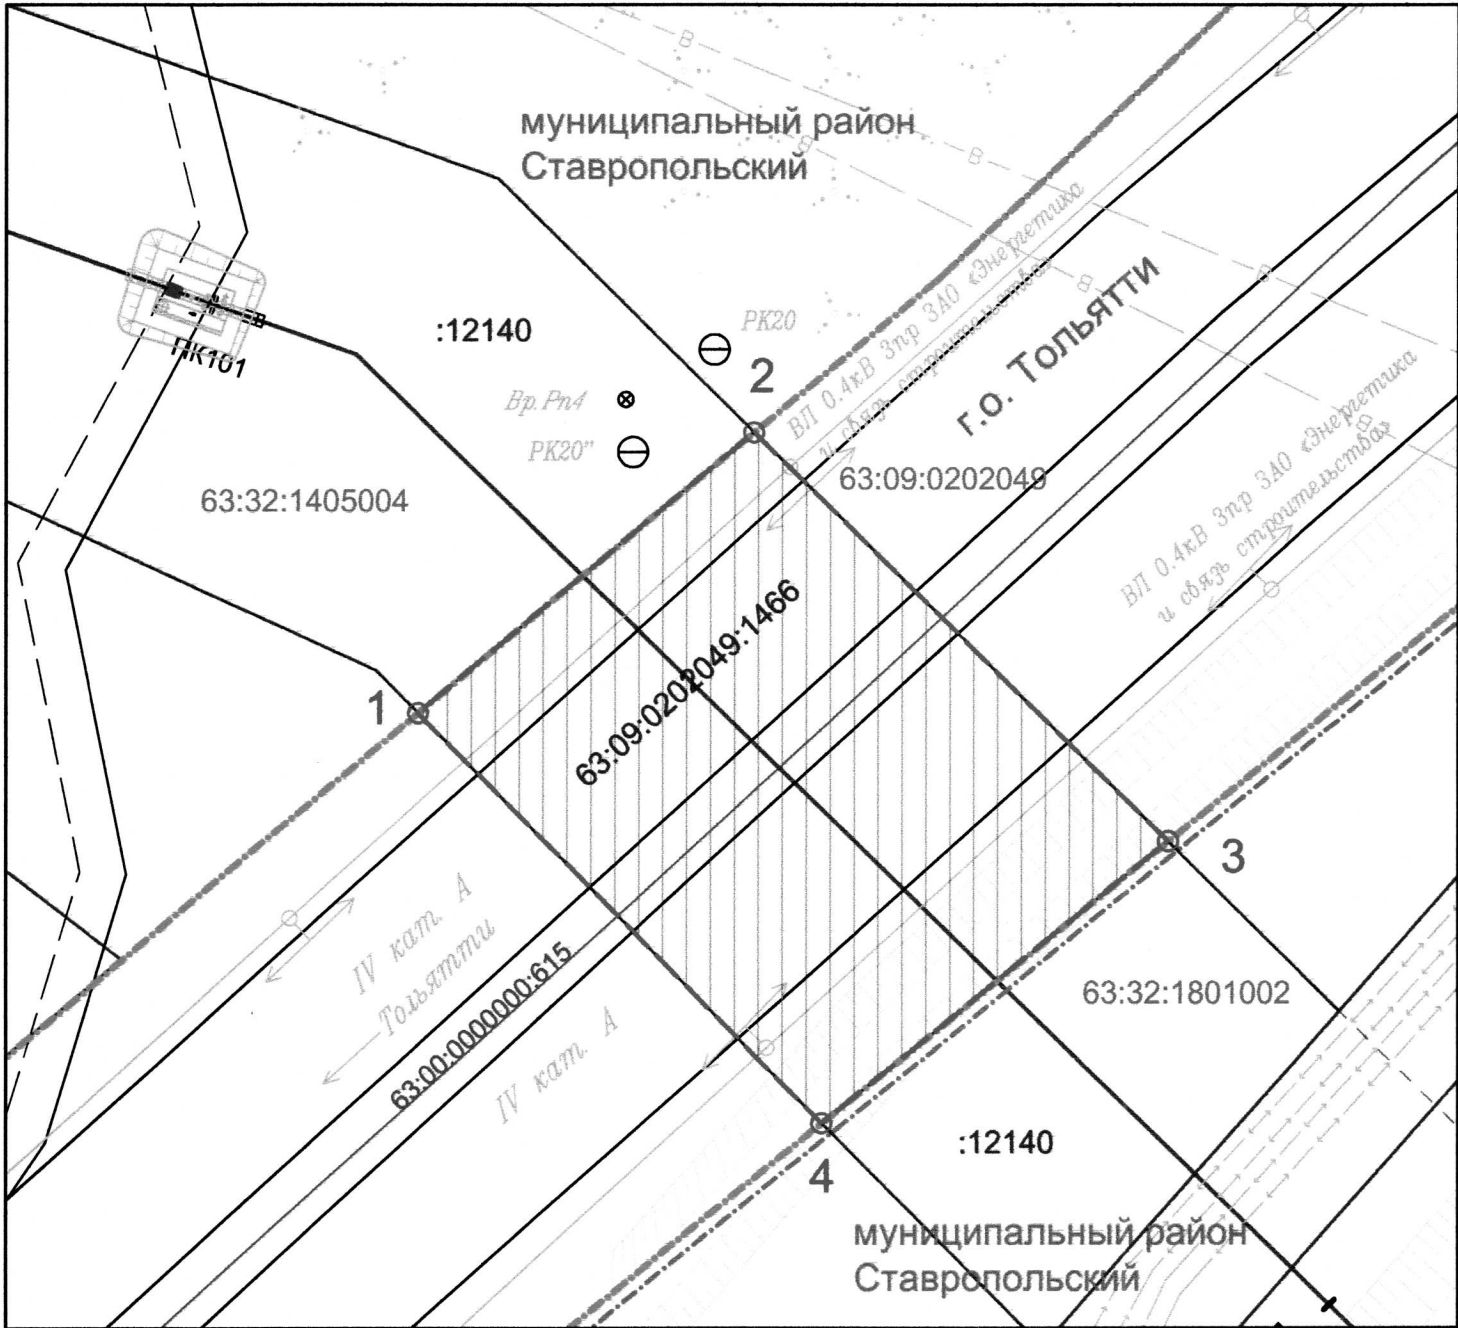 В
муниципальный район
Ставропольский
В
В
В
В
ВЛ 0.4кВ 3пр ЗАО «Энергетика
и связь строительства»
г.о. Тольятти
:12140
РК20
2
ПК101
Вр.Рп4
РК20"
63:32:1405004
63:09:0202049
В
ВЛ 0.4кВ 3пр ЗАО «Энергетика
и связь строительства»
63:09:0202049:1466
1
3
IV кат. А
Тольятти
63:00:0000000:615
IV кат. А
63:32:1801002
:12140
4
муниципальный район
Ставропольский